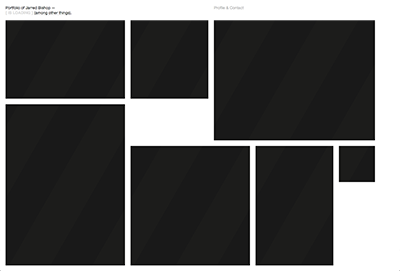 Portfolio of Jarred Bishop —
(among other things).
Profile & Contact